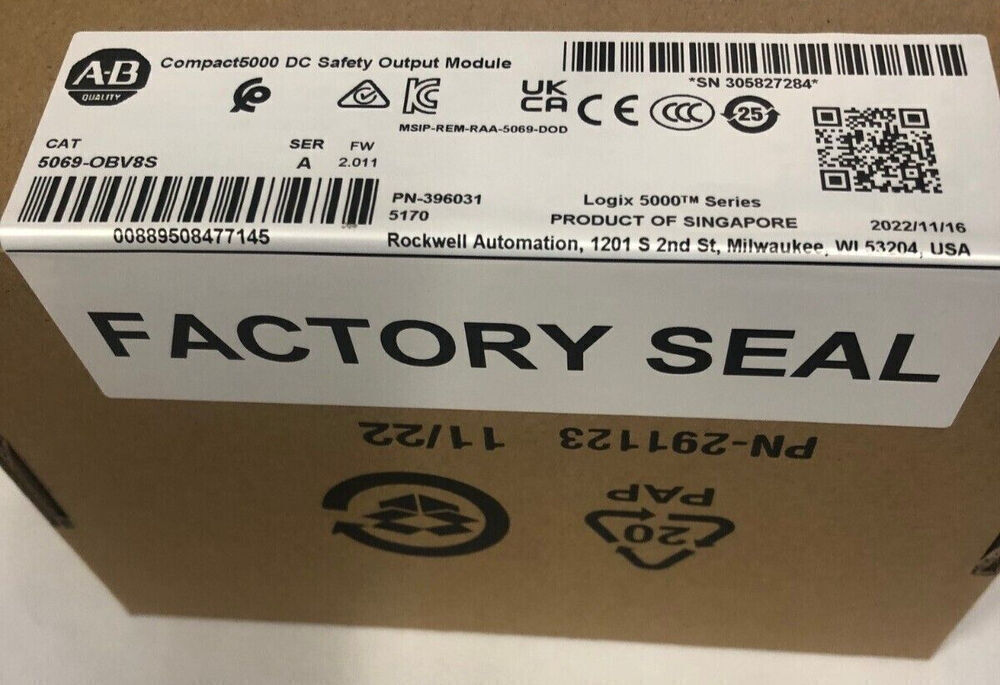 A-B
QUALITY
Compact5000 DC Safety Output Module
*SN 305827284*
UK
CA
CE
CCC
25
MSIP-REM-RAA-5069-DOD
CAT
SER
FW
5069-OBV8S
A
2.011
PN-396031
5170
Logix 5000™ Series
PRODUCT OF SINGAPORE
2022/11/16
00889508477145
Rockwell Automation, 1201 S 2nd St, Milwaukee, WI 53204, USA
FACTORY SEAL
PN-291123 11/22
20
PAP